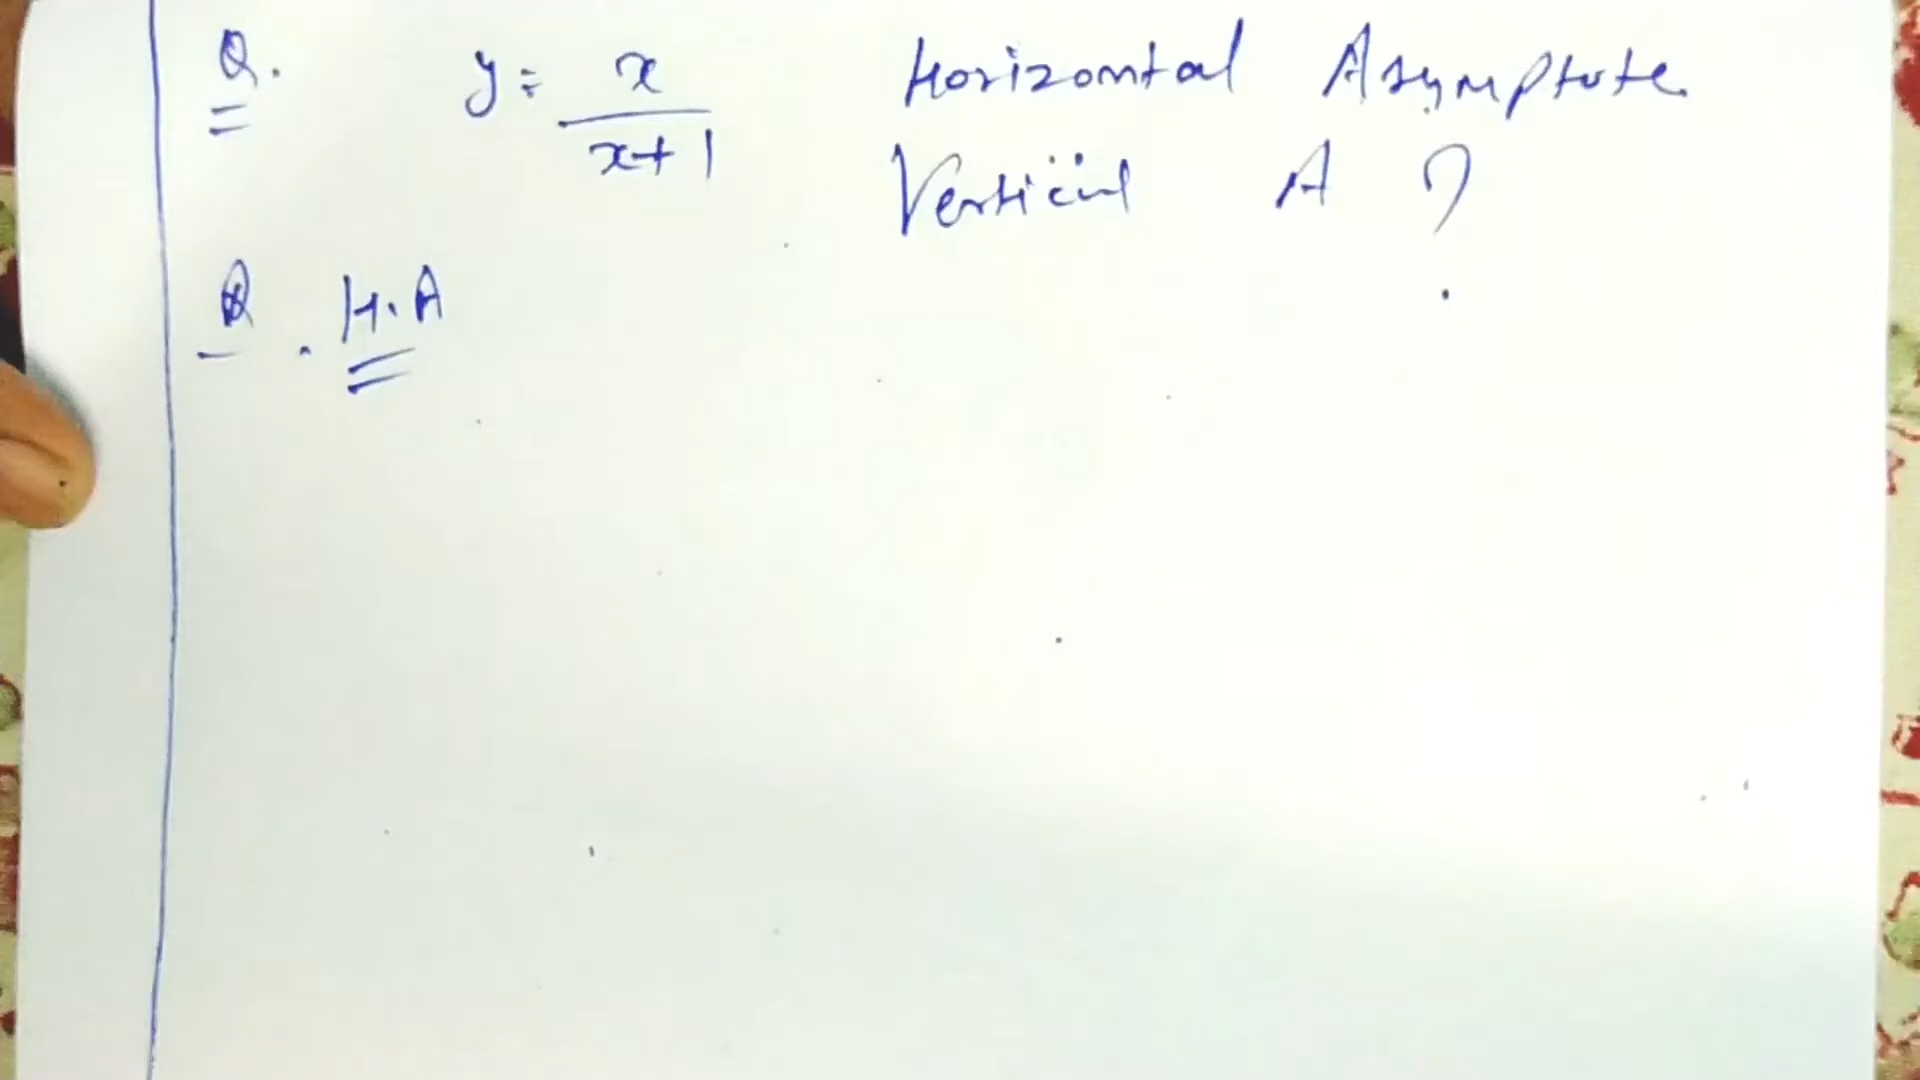 Q. y = x / x+1 Horizontal Asymptote
Vertical A ?
Q. H.A